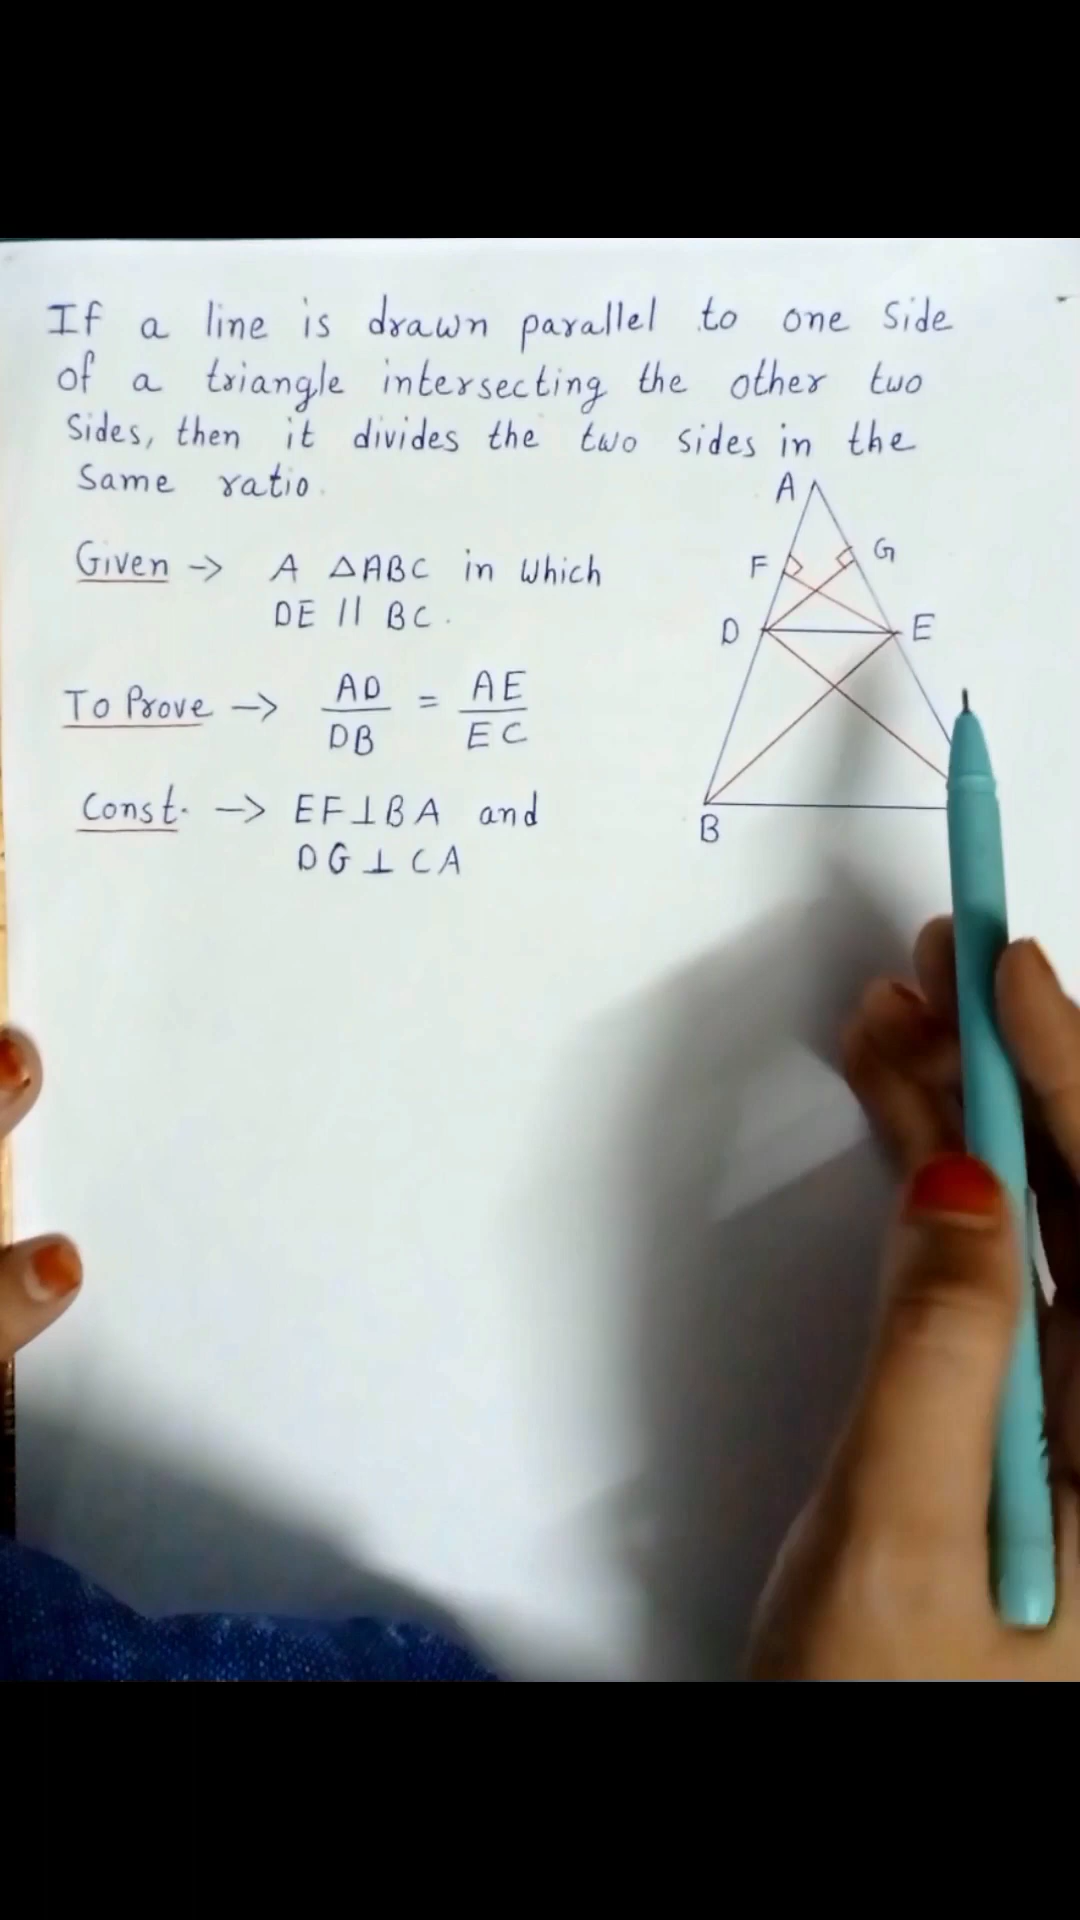 If a line is drawn parallel to one side
of a triangle intersecting the other two
sides, then it divides the two sides in the
same ratio.
A
Given → A △ABC in which
F
G
DE || BC.
D
E
To Prove → AD/DB = AE/EC
Const. → EF⊥BA and
B
DG ⊥ CA